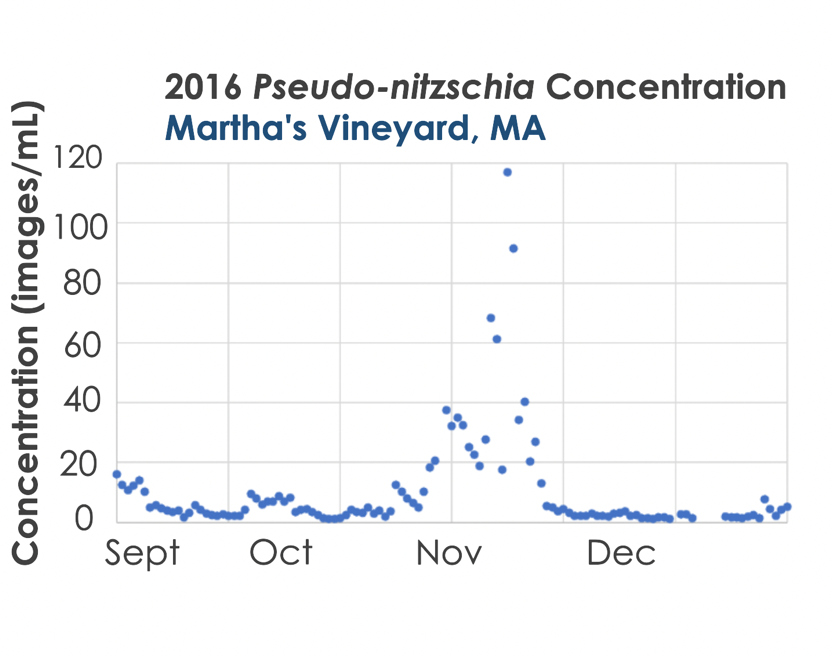 2016 Pseudo-nitzschia Concentration
Martha's Vineyard, MA
Concentration (images/mL)
120
100
80
60
40
20
0
Sept Oct Nov Dec